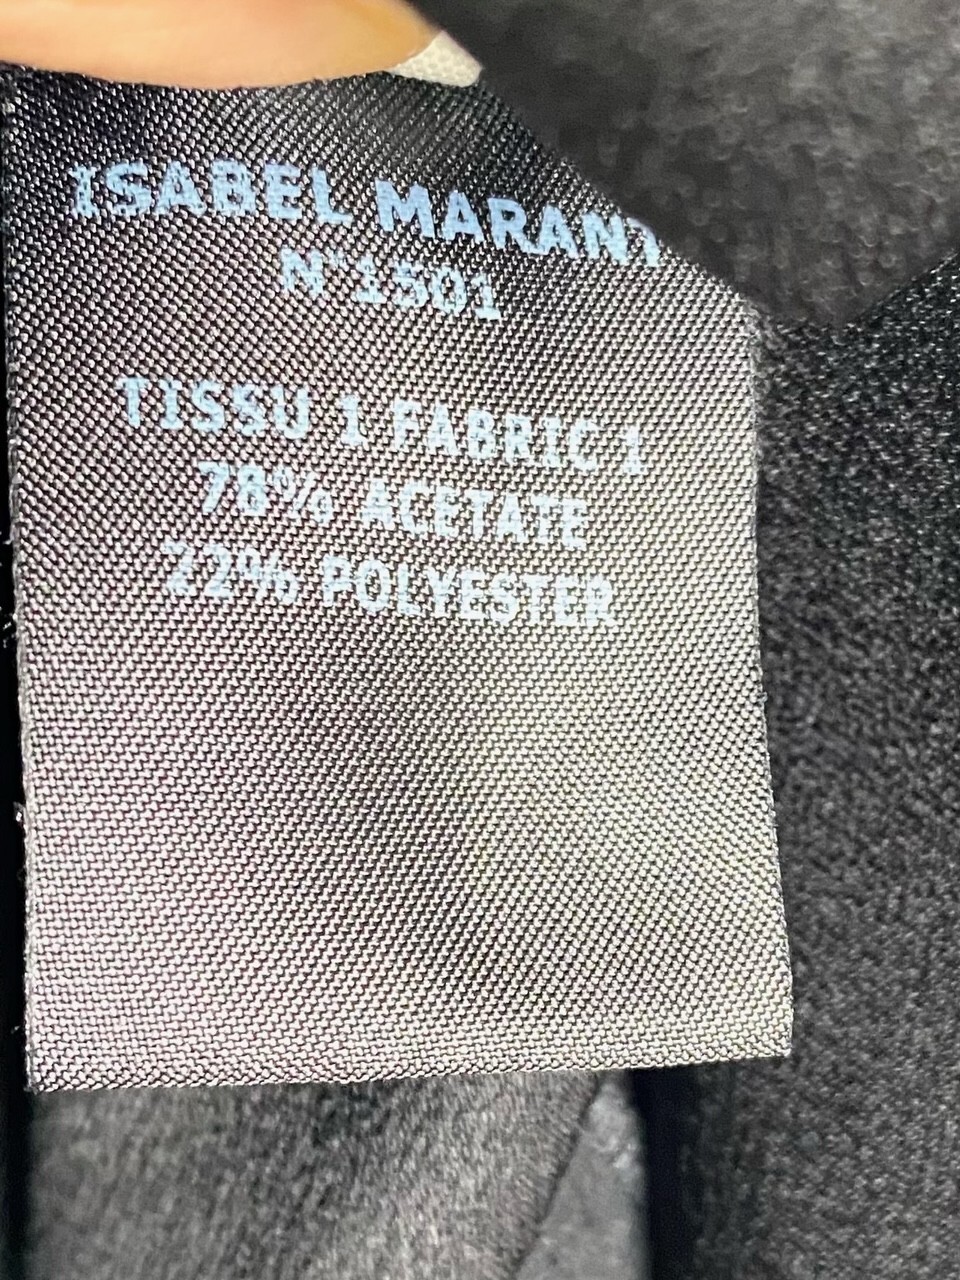 ISABEL MARANT
N°1501
TISSU 1 FABRIC 1
78% ACETATE
22% POLYESTER